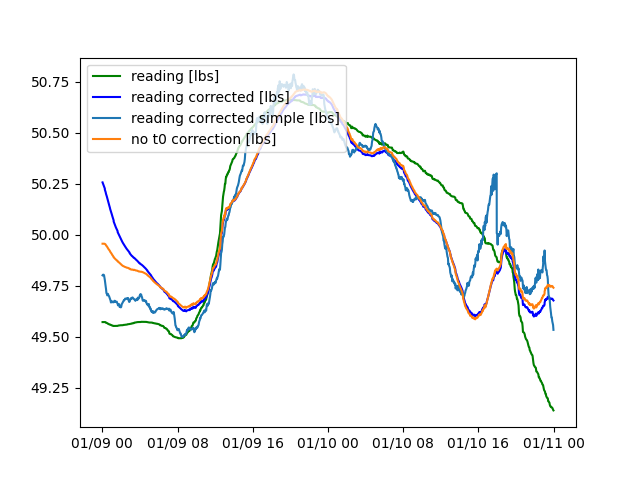 reading [lbs]
reading corrected [lbs]
reading corrected simple [lbs]
no t0 correction [lbs]
50.75
50.50
50.25
50.00
49.75
49.50
49.25
01/09 00 01/09 08 01/09 16 01/10 00 01/10 08 01/10 16 01/11 00